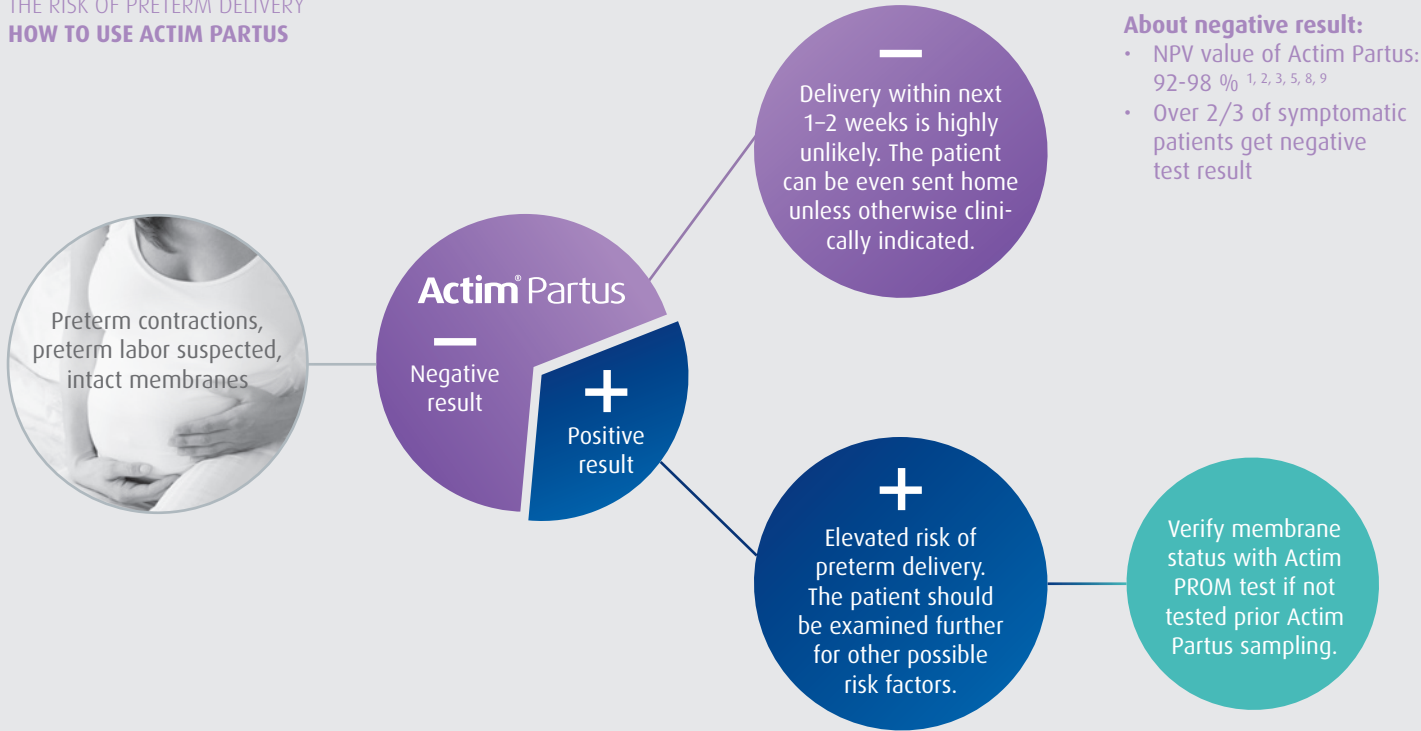 THE RISK OF PRETERM DELIVERY
HOW TO USE ACTIM PARTUS
Preterm contractions,
preterm labor suspected,
intact membranes
Actim® Partus
−
Negative
result
+
Positive
result
−
Delivery within next
1–2 weeks is highly
unlikely. The patient
can be even sent home
unless otherwise clini-
cally indicated.
About negative result:
• NPV value of Actim Partus:
92-98 % 1, 2, 3, 5, 8, 9
• Over 2/3 of symptomatic
patients get negative
test result
+
Elevated risk of
preterm delivery.
The patient should
be examined further
for other possible
risk factors.
Verify membrane
status with Actim
PROM test if not
tested prior Actim
Partus sampling.